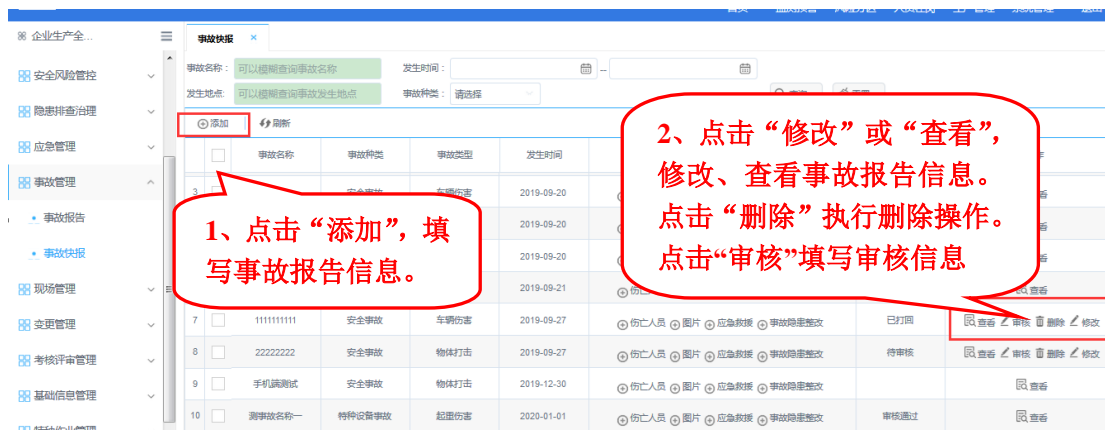 企业生产全...
事故快报 ×
安全风险管控
隐患排查治理
应急管理
事故管理
事故报告
事故快报
现场管理
变更管理
考核评审管理
基础信息管理
事故名称： 可以模糊查询事故名称 发生时间： –
发生地点: 可以模糊查询事故发生地点 事故种类： 请选择
添加 刷新
事故名称 事故种类 事故类型 发生时间
3 安全事故 车辆伤害 2019-09-20
2019-09-20
2019-09-20
2019-09-21 查看
7 1111111111 安全事故 车辆伤害 2019-09-27 伤亡人员 图片 应急救援 事故隐患整改 已打回 查看 审核 删除 修改
8 22222222 安全事故 物体打击 2019-09-27 伤亡人员 图片 应急救援 事故隐患整改 待审核 查看 审核 删除 修改
9 手机端测试 安全事故 物体打击 2019-12-30 伤亡人员 图片 应急救援 事故隐患整改 查看
10 测事故名称一 特种设备事故 起重伤害 2020-01-01 伤亡人员 图片 应急救援 事故隐患整改 审核通过 查看
1、点击“添加”，填
写事故报告信息。
2、点击“修改”或“查看”，
修改、查看事故报告信息。
点击“删除”执行删除操作。
点击“审核”填写审核信息